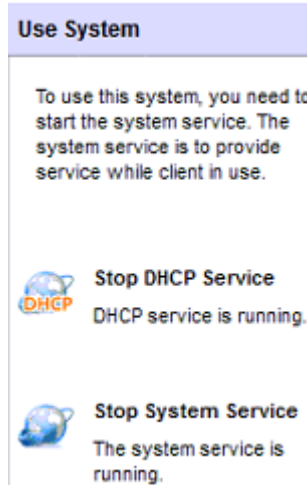 Use System
To use this system, you need to
start the system service. The
system service is to provide
service while client in use.
DHCP
Stop DHCP Service
DHCP service is running.
Stop System Service
The system service is
running.